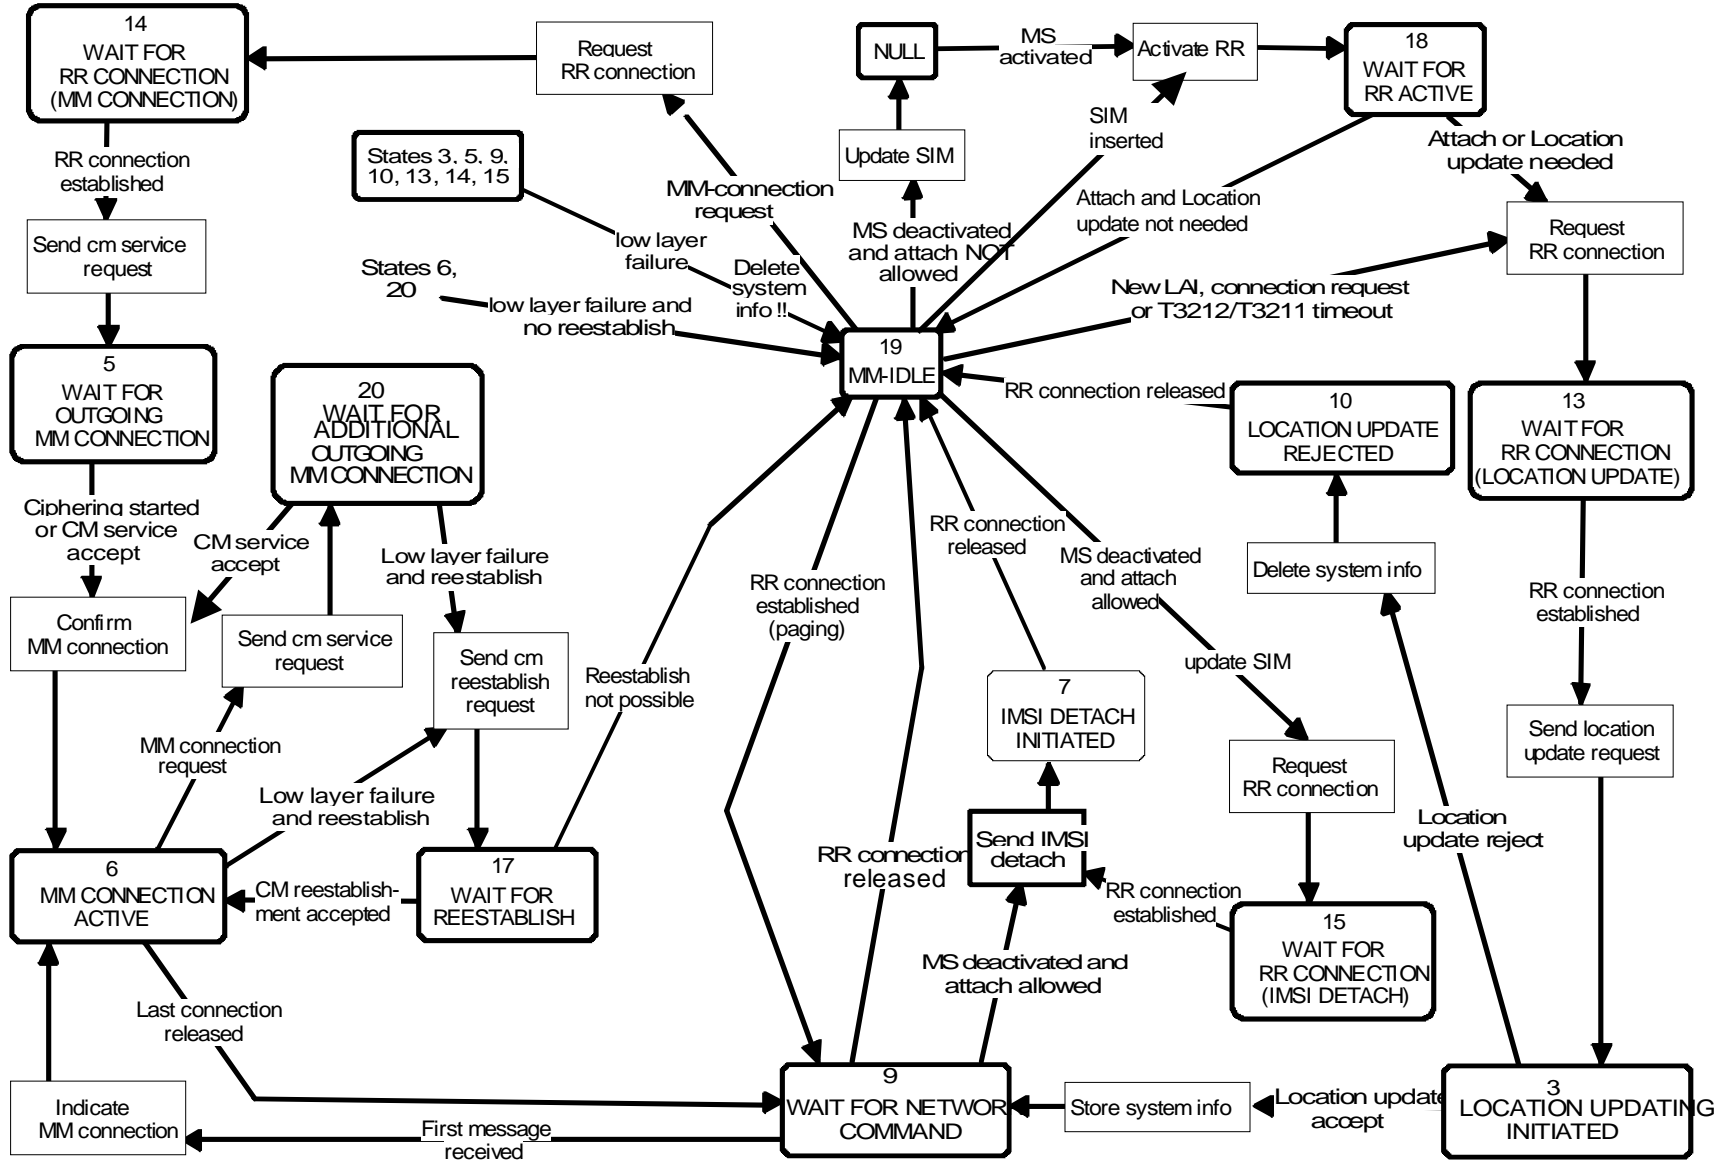 14
WAIT FOR
RR CONNECTION
(MM CONNECTION)
Request
RR connection
NULL
MS
activated
Activate RR
18
WAIT FOR
RR ACTIVE
States 3, 5, 9,
10, 13, 14, 15
Update SIM
SIM
inserted
Attach or Location
update needed
RR connection
established
MM-connection
request
Attach and Location
update not needed
Request
RR connection
Send cm service
request
low layer
failure
MS deactivated
and attach NOT
allowed
Delete
system
info !!
States 6,
20
low layer failure and
no reestablish
New LAI, connection request
or T3212/T3211 timeout
19
MM-IDLE
5
WAIT FOR
OUTGOING
MM CONNECTION
20
WAIT FOR
ADDITIONAL
OUTGOING
MM CONNECTION
RR connection released
10
LOCATION UPDATE
REJECTED
13
WAIT FOR
RR CONNECTION
(LOCATION UPDATE)
Ciphering started
or CM service
accept
CM service
accept
Low layer failure
and reestablish
RR connection
released
MS deactivated
and attach
allowed
Delete system info
RR connection
established
(paging)
RR connection
established
Confirm
MM connection
Send cm service
request
Send cm
reestablish
request
Reestablish
not possible
update SIM
7
IMSI DETACH
INITIATED
Send location
update request
MM connection
request
Low layer failure
and reestablish
Request
RR connection
Location
update reject
Send IMSI
detach
RR connection
released
6
MM CONNECTION
ACTIVE
CM reestablish-
ment accepted
17
WAIT FOR
REESTABLISH
RR connection
established
15
WAIT FOR
RR CONNECTION
(IMSI DETACH)
MS deactivated and
attach allowed
Last connection
released
Indicate
MM connection
First message
received
9
WAIT FOR NETWOR
COMMAND
Store system info
Location update
accept
3
LOCATION UPDATING
INITIATED